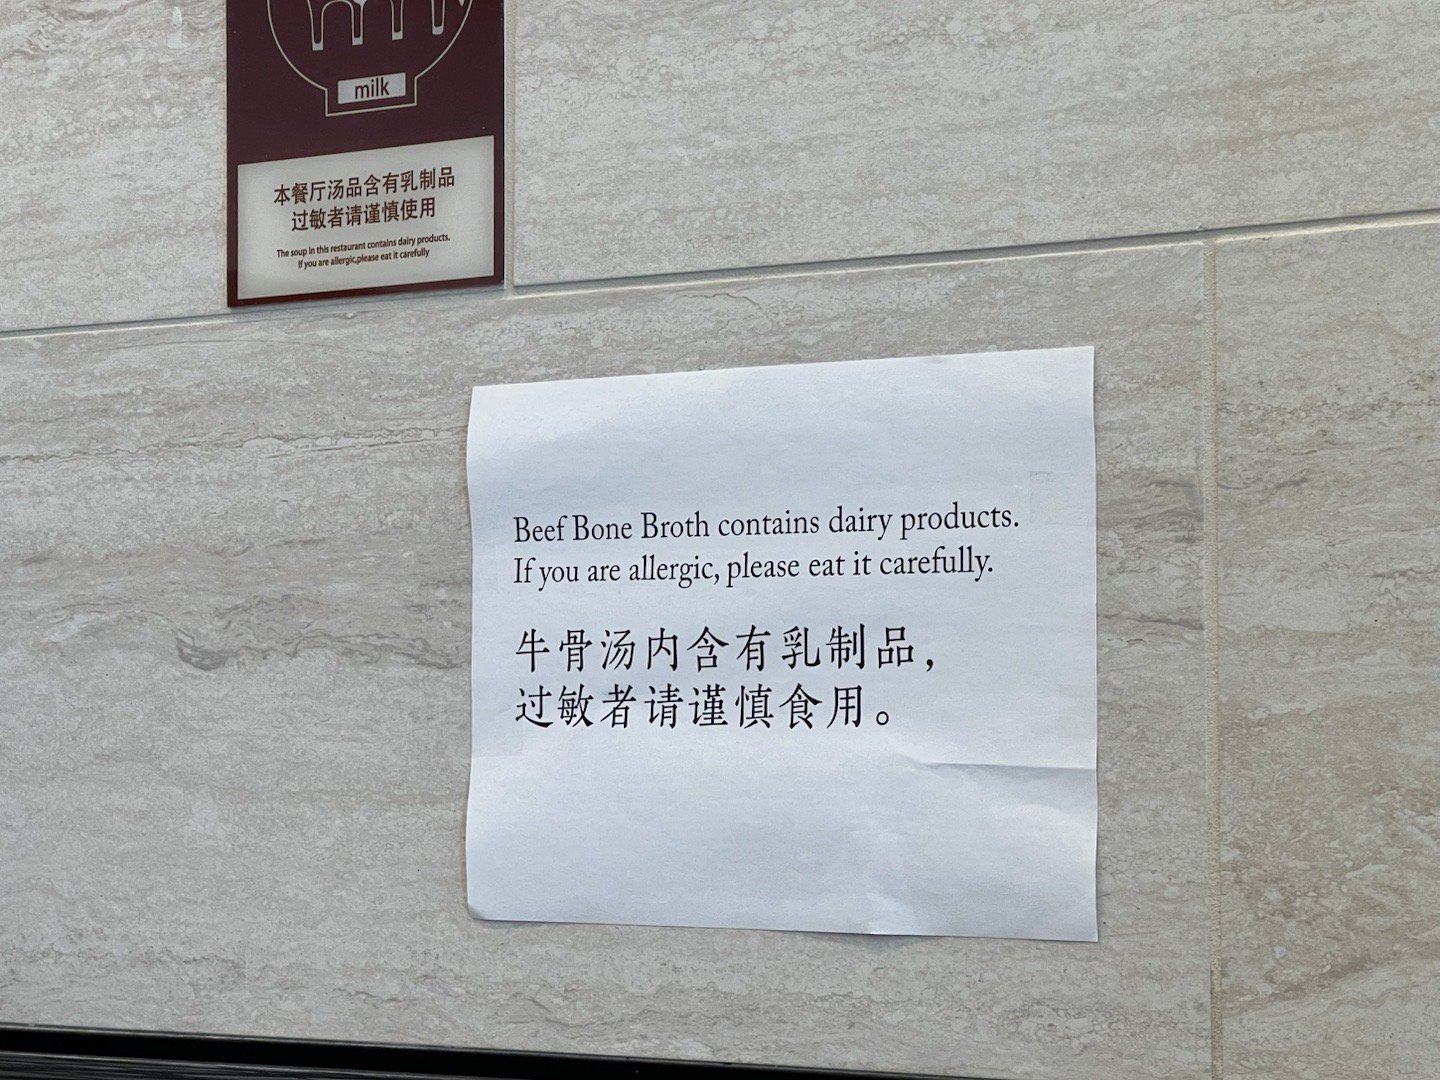 milk
本餐厅汤品含有乳制品
过敏者请谨慎使用
The soup in this restaurant contains dairy products.
If you are allergic,please eat it carefully
Beef Bone Broth contains dairy products.
If you are allergic, please eat it carefully.
牛骨汤内含有乳制品，
过敏者请谨慎食用。